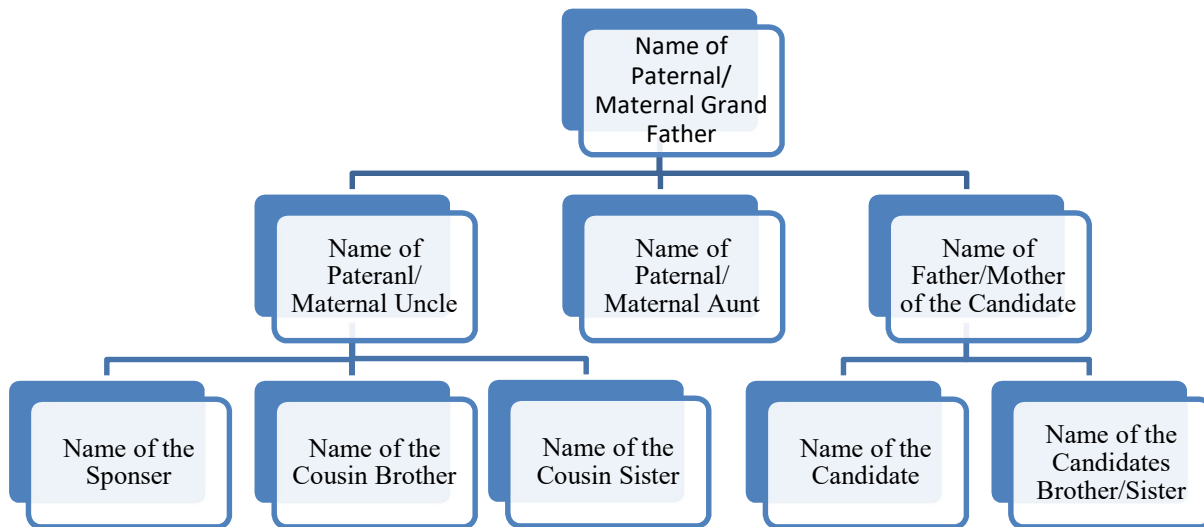 Name of
Paternal/
Maternal Grand
Father
Name of
Pateranl/
Maternal Uncle
Name of
Paternal/
Maternal Aunt
Name of
Father/Mother
of the Candidate
Name of the
Sponser
Name of the
Cousin Brother
Name of the
Cousin Sister
Name of the
Candidate
Name of the
Candidates
Brother/Sister